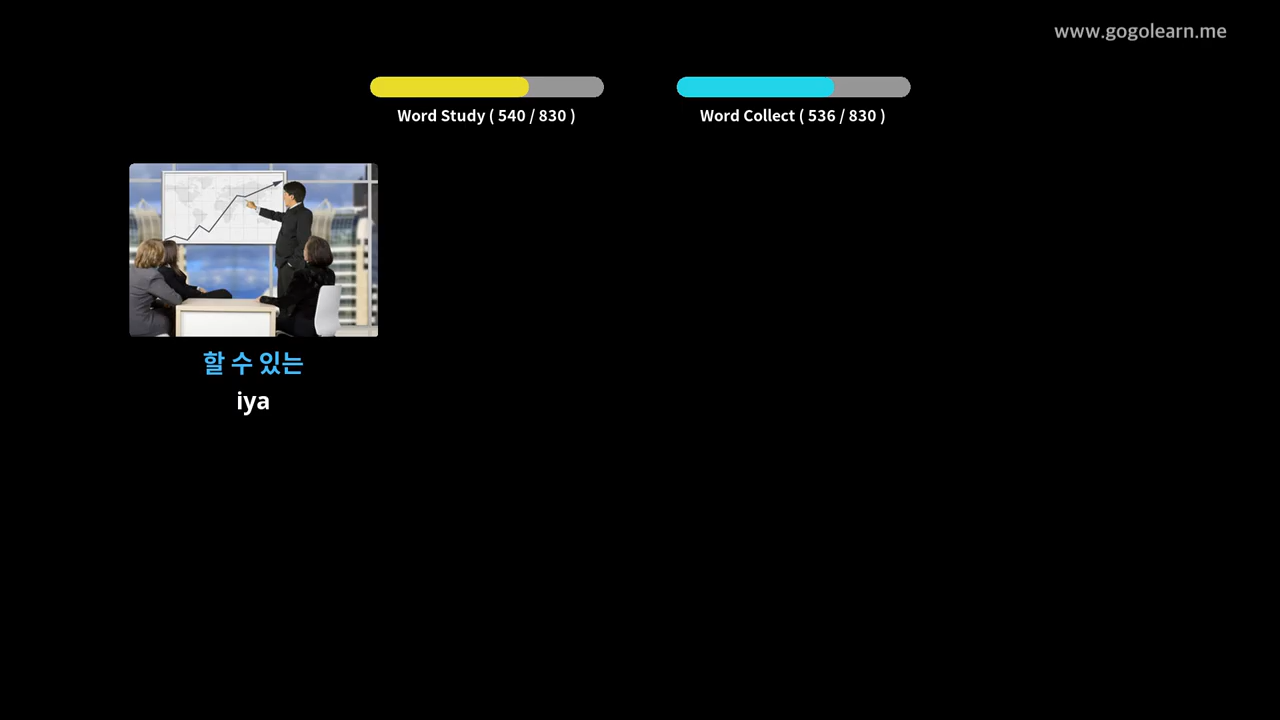 www.gogolearn.me
Word Study ( 540 / 830 )
Word Collect ( 536 / 830 )
할 수 있는
iya